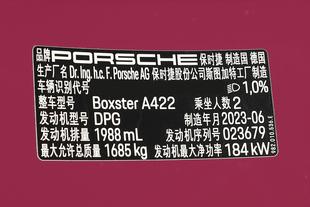 品牌 PORSCHE 保时捷 制造国 德国
生产厂名 Dr. Ing. h.c. F. Porsche AG 保时捷股份公司斯图加特工厂制造
车辆识别代号 1,0%
整车型号 Boxster A422 乘坐人数 2
发动机型号 DPG 制造年月 2023-06
发动机排量 1988 mL 发动机序列号 023679
最大允许总质量 1685 kg 发动机最大净功率 184 kW
982.010.536.E